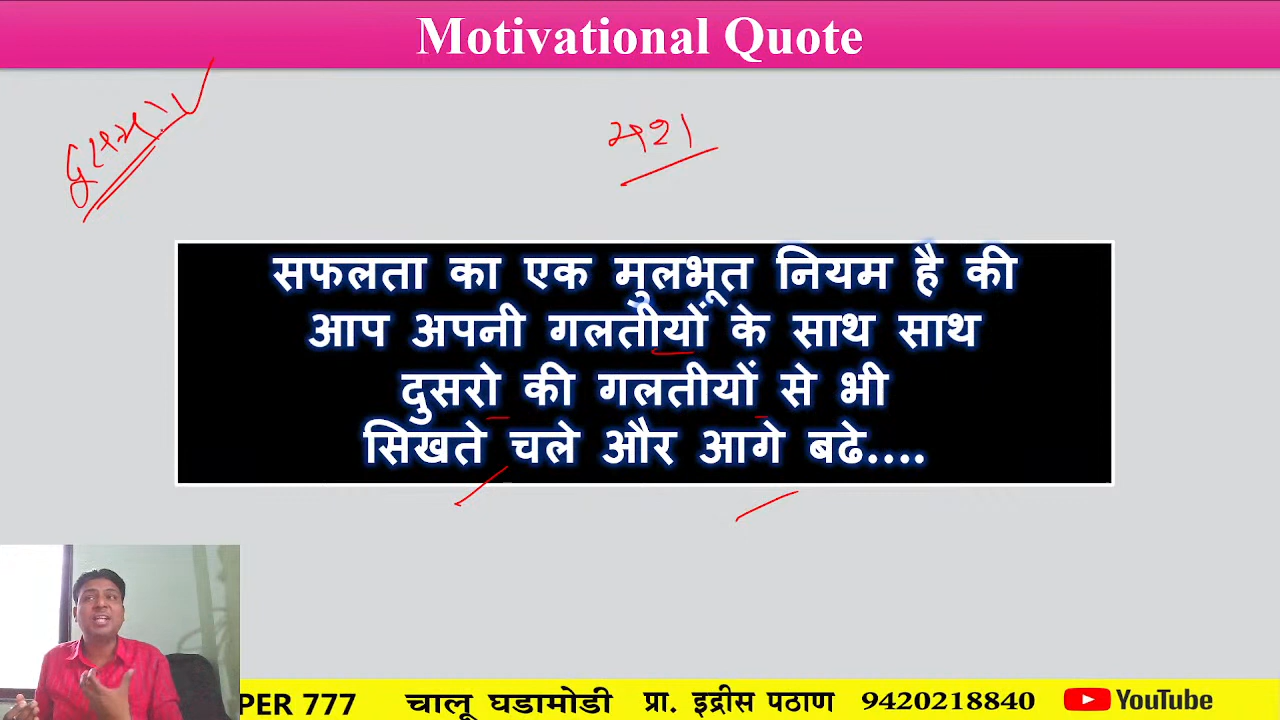 Motivational Quote
सफलता का एक मुलभूत नियम है की
आप अपनी गलतीयों के साथ साथ
दुसरो की गलतीयों से भी
सिखते चले और आगे बढे....
PER 777 चालू घडामोडी प्रा. इद्रीस पठाण 9420218840 YouTube